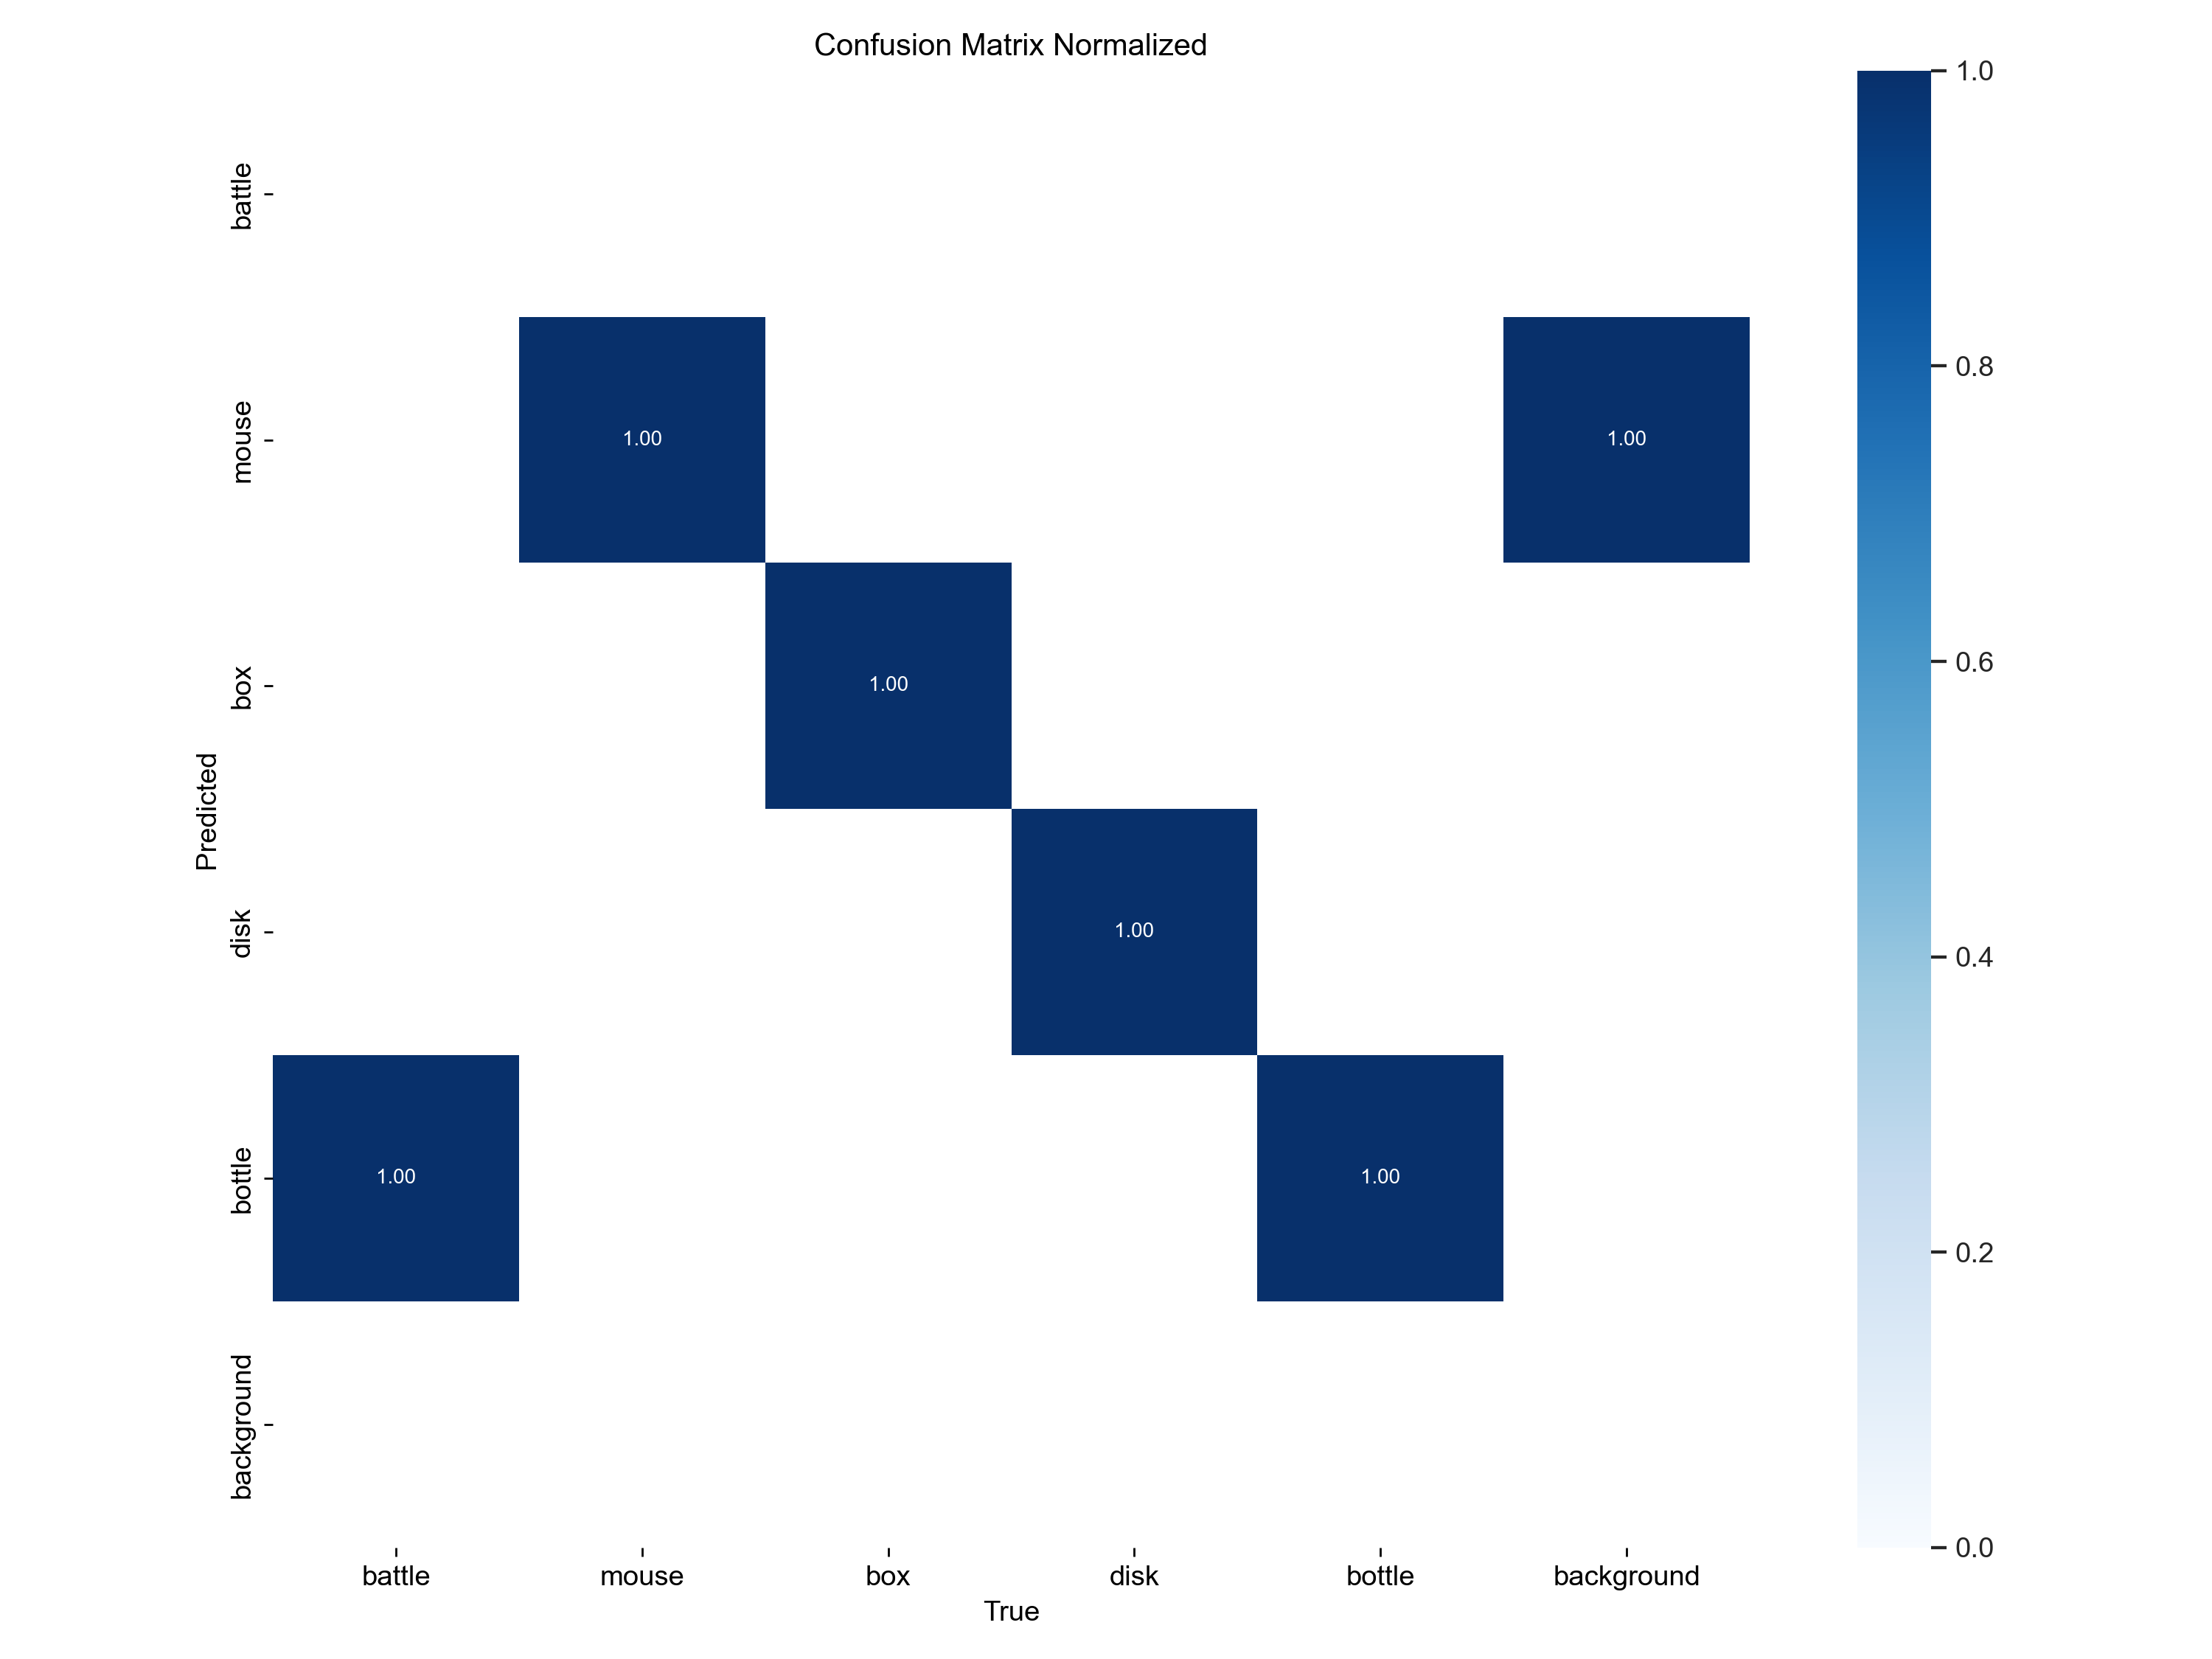 Confusion Matrix Normalized
1.0
battle
0.8
mouse
1.00
1.00
0.6
box
1.00
Predicted
0.4
disk
1.00
0.2
bottle
1.00
1.00
background
0.0
battle
mouse
box
disk
bottle
background
True